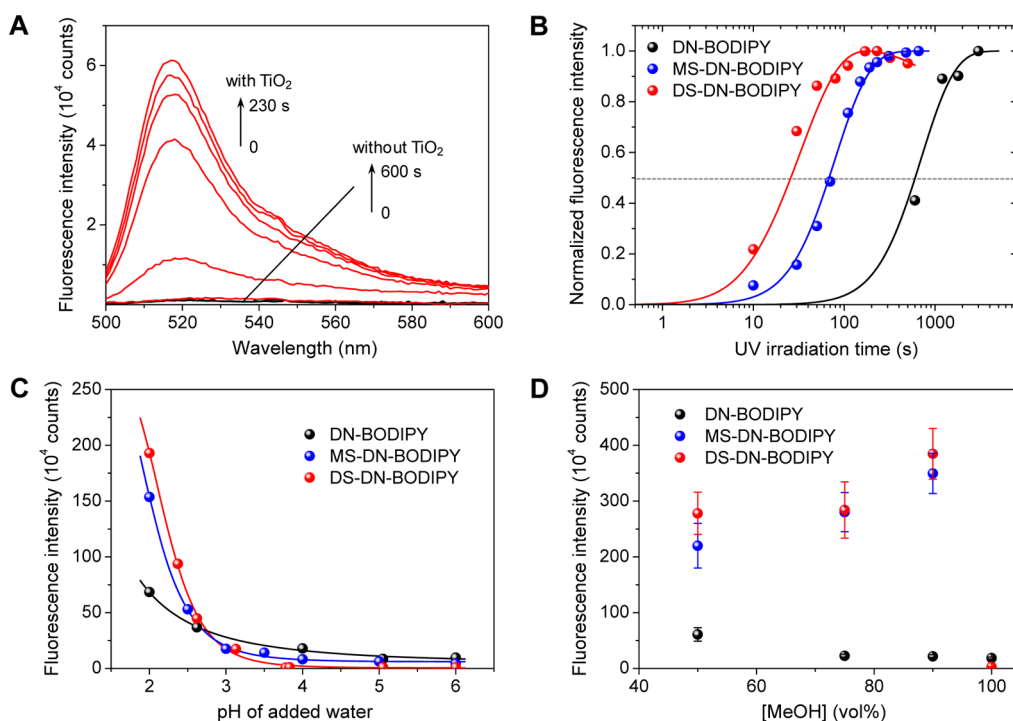 A
Fluorescence intensity (10⁴ counts)
6
4
2
with TiO₂
230 s
0
without TiO₂
600 s
0
500 520 540 560 580 600
Wavelength (nm)
B
Normalized fluorescence intensity
1.0
0.8
0.6
0.4
0.2
0.0
DN-BODIPY
MS-DN-BODIPY
DS-DN-BODIPY
1 10 100 1000
UV irradiation time (s)
C
Fluorescence intensity (10⁴ counts)
250
200
150
100
50
0
DN-BODIPY
MS-DN-BODIPY
DS-DN-BODIPY
2 3 4 5 6
pH of added water
D
Fluorescence intensity (10⁴ counts)
500
400
300
200
100
0
DN-BODIPY
MS-DN-BODIPY
DS-DN-BODIPY
40 60 80 100
[MeOH] (vol%)